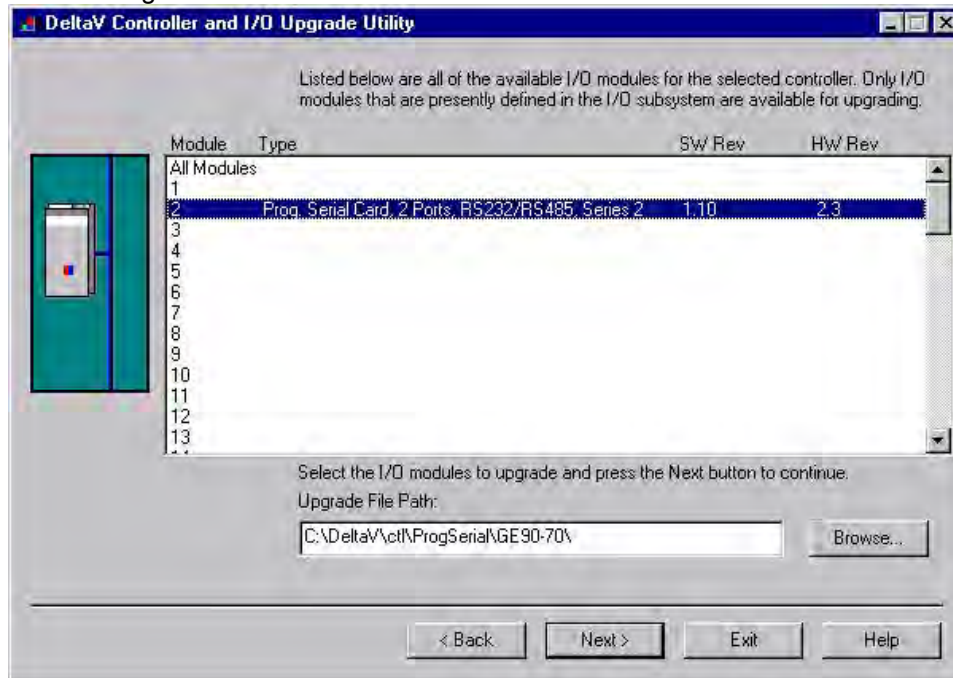 DeltaV Controller and I/O Upgrade Utility
Listed below are all of the available I/O modules for the selected controller. Only I/O
modules that are presently defined in the I/O subsystem are available for upgrading.
Module Type SW Rev HW Rev
All Modules
1
2 Prog. Serial Card, 2 Ports, RS232/RS485, Series 2 1.10 2.3
3
4
5
6
7
8
9
10
11
12
13
Select the I/O modules to upgrade and press the Next button to continue.
Upgrade File Path:
C:\DeltaV\ctl\ProgSerial\GE90-70\
Browse...
< Back Next > Exit Help